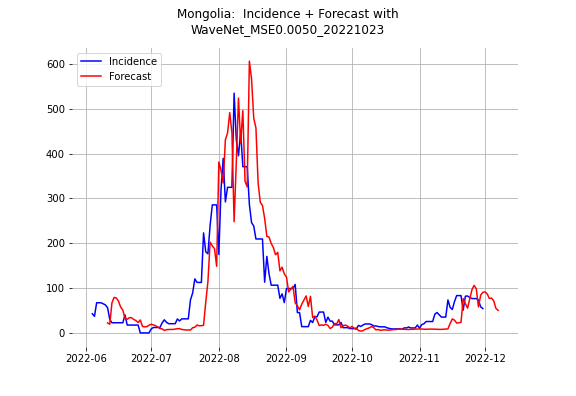 Mongolia:  Incidence + Forecast with
WaveNet_MSE0.0050_20221023
Incidence
Forecast
600
500
400
300
200
100
0
2022-06 2022-07 2022-08 2022-09 2022-10 2022-11 2022-12